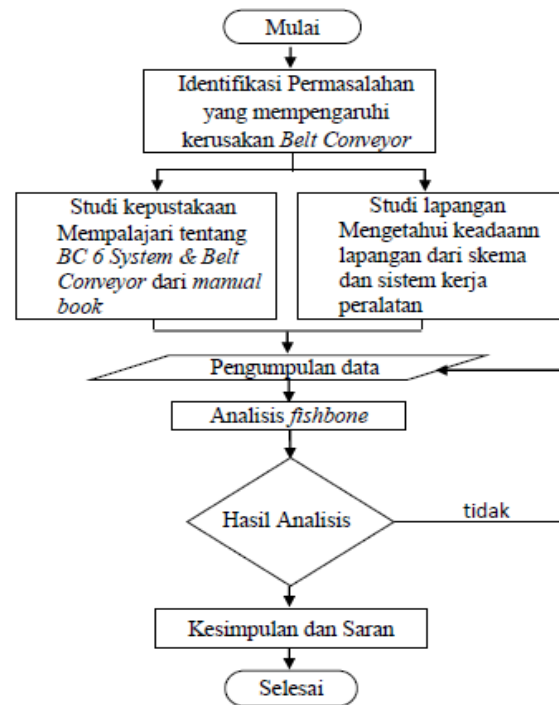 Mulai
Identifikasi Permasalahan
yang mempengaruhi
kerusakan Belt Conveyor
Studi kepustakaan
Mempalajari tentang
BC 6 System & Belt
Conveyor dari manual
book
Studi lapangan
Mengetahui keadaann
lapangan dari skema
dan sistem kerja
peralatan
Pengumpulan data
Analisis fishbone
Hasil Analisis
tidak
Kesimpulan dan Saran
Selesai